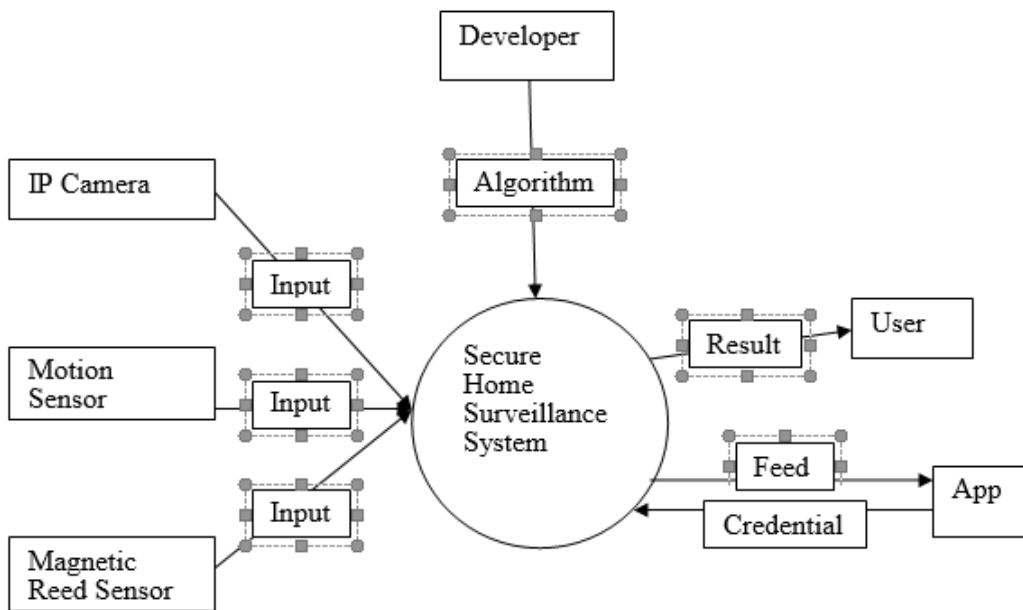 Developer
Algorithm
IP Camera
Input
Motion
Sensor
Input
Magnetic
Reed Sensor
Input
Secure
Home
Surveillance
System
Result
User
Feed
App
Credential